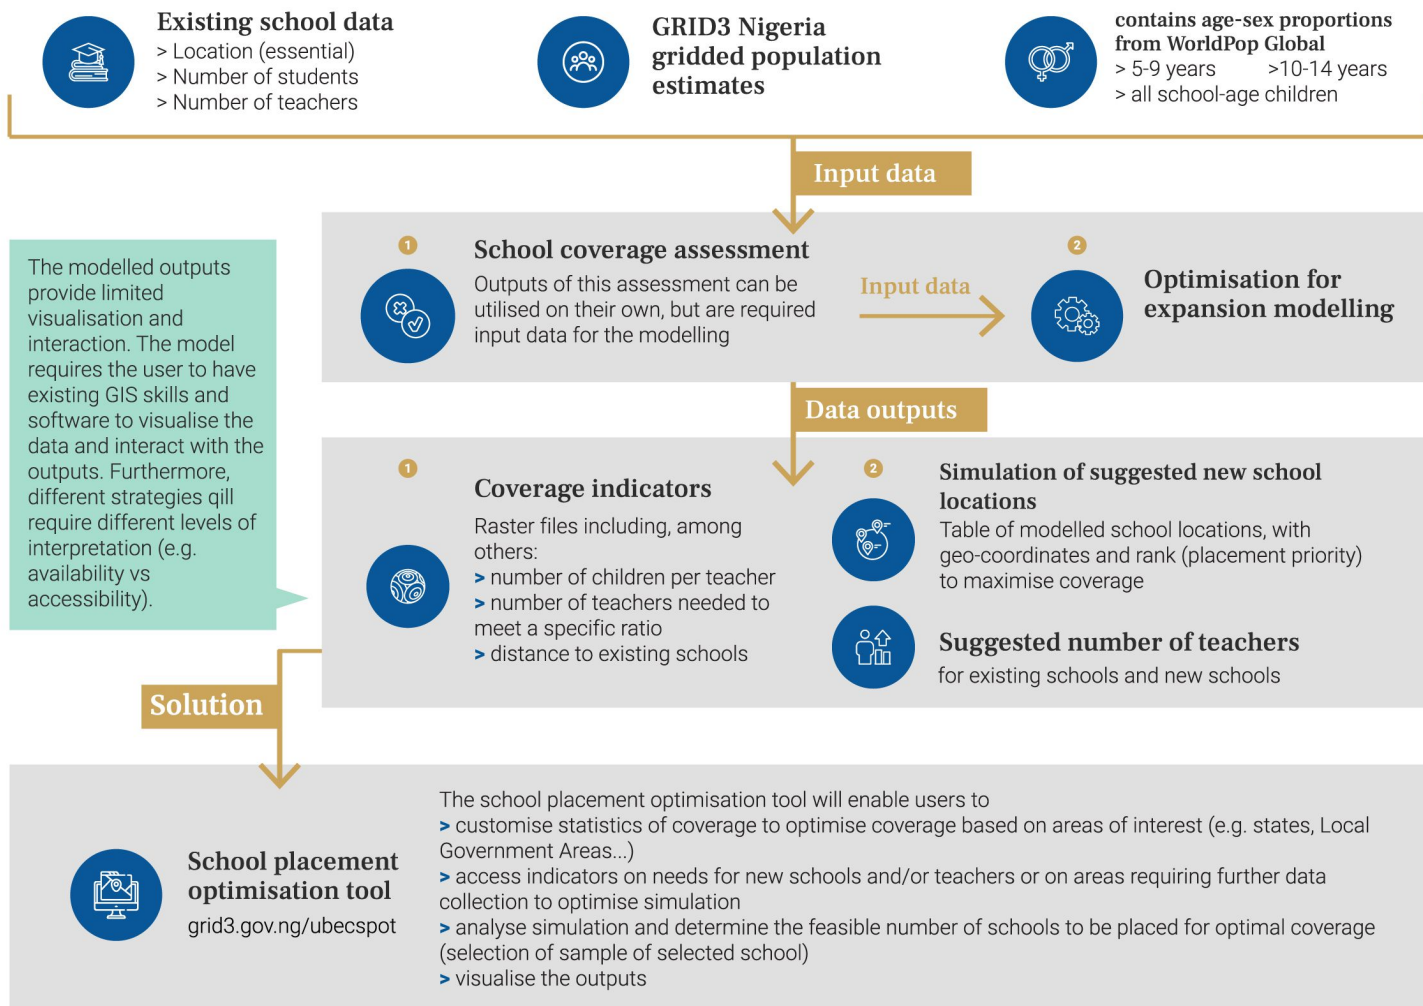 Existing school data
> Location (essential)
> Number of students
> Number of teachers
GRID3 Nigeria
gridded population
estimates
contains age-sex proportions
from WorldPop Global
> 5-9 years >10-14 years
> all school-age children
Input data
The modelled outputs
provide limited
visualisation and
interaction. The model
requires the user to have
existing GIS skills and
software to visualise the
data and interact with the
outputs. Furthermore,
different strategies qill
require different levels of
interpretation (e.g.
availability vs
accessibility).
1
School coverage assessment
Outputs of this assessment can be
utilised on their own, but are required
input data for the modelling
Input data
2
Optimisation for
expansion modelling
Data outputs
1
Coverage indicators
Raster files including, among
others:
> number of children per teacher
> number of teachers needed to
meet a specific ratio
> distance to existing schools
2
Simulation of suggested new school
locations
Table of modelled school locations, with
geo-coordinates and rank (placement priority)
to maximise coverage
Suggested number of teachers
for existing schools and new schools
Solution
School placement
optimisation tool
grid3.gov.ng/ubecspot
The school placement optimisation tool will enable users to
> customise statistics of coverage to optimise coverage based on areas of interest (e.g. states, Local
Government Areas...)
> access indicators on needs for new schools and/or teachers or on areas requiring further data
collection to optimise simulation
> analyse simulation and determine the feasible number of schools to be placed for optimal coverage
(selection of sample of selected school)
> visualise the outputs